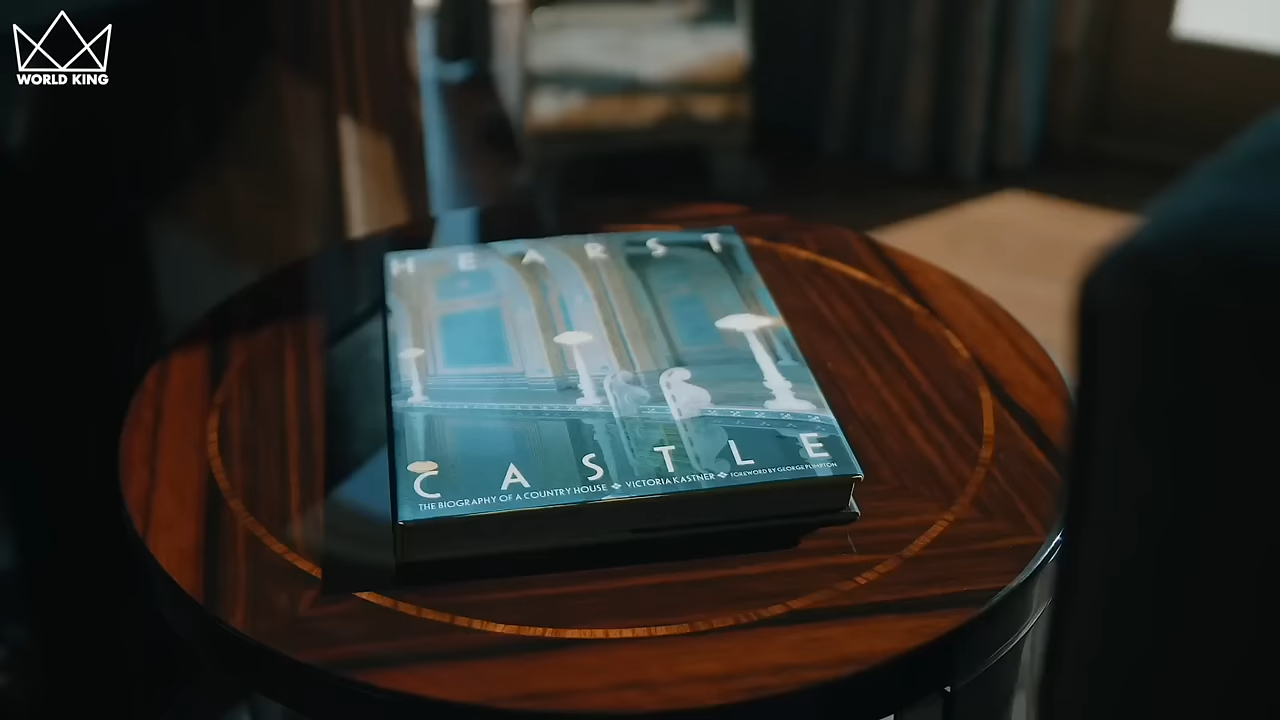 WORLD KING
HEARST
CASTLE
THE BIOGRAPHY OF A COUNTRY HOUSE ✦ VICTORIA KASTNER ✦ FOREWORD BY GEORGE PLIMPTON